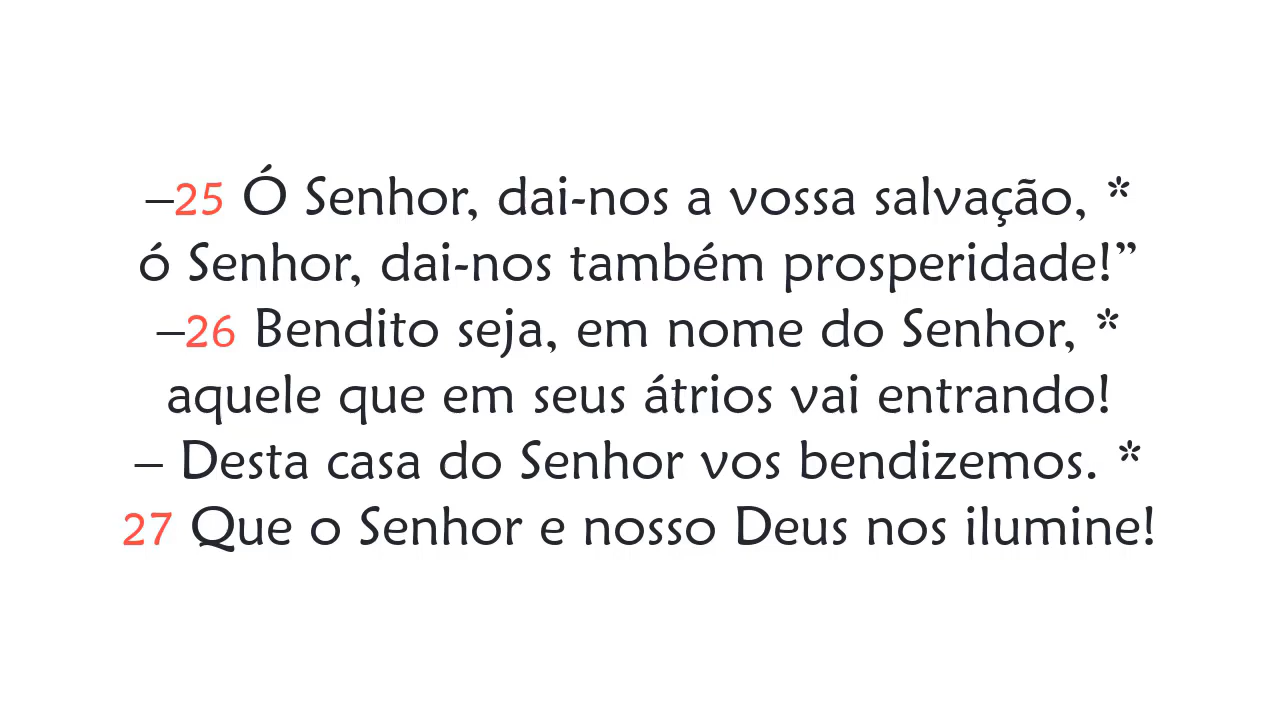 –25 Ó Senhor, dai-nos a vossa salvação, *
ó Senhor, dai-nos também prosperidade!”
–26 Bendito seja, em nome do Senhor, *
aquele que em seus átrios vai entrando!
– Desta casa do Senhor vos bendizemos. *
27 Que o Senhor e nosso Deus nos ilumine!